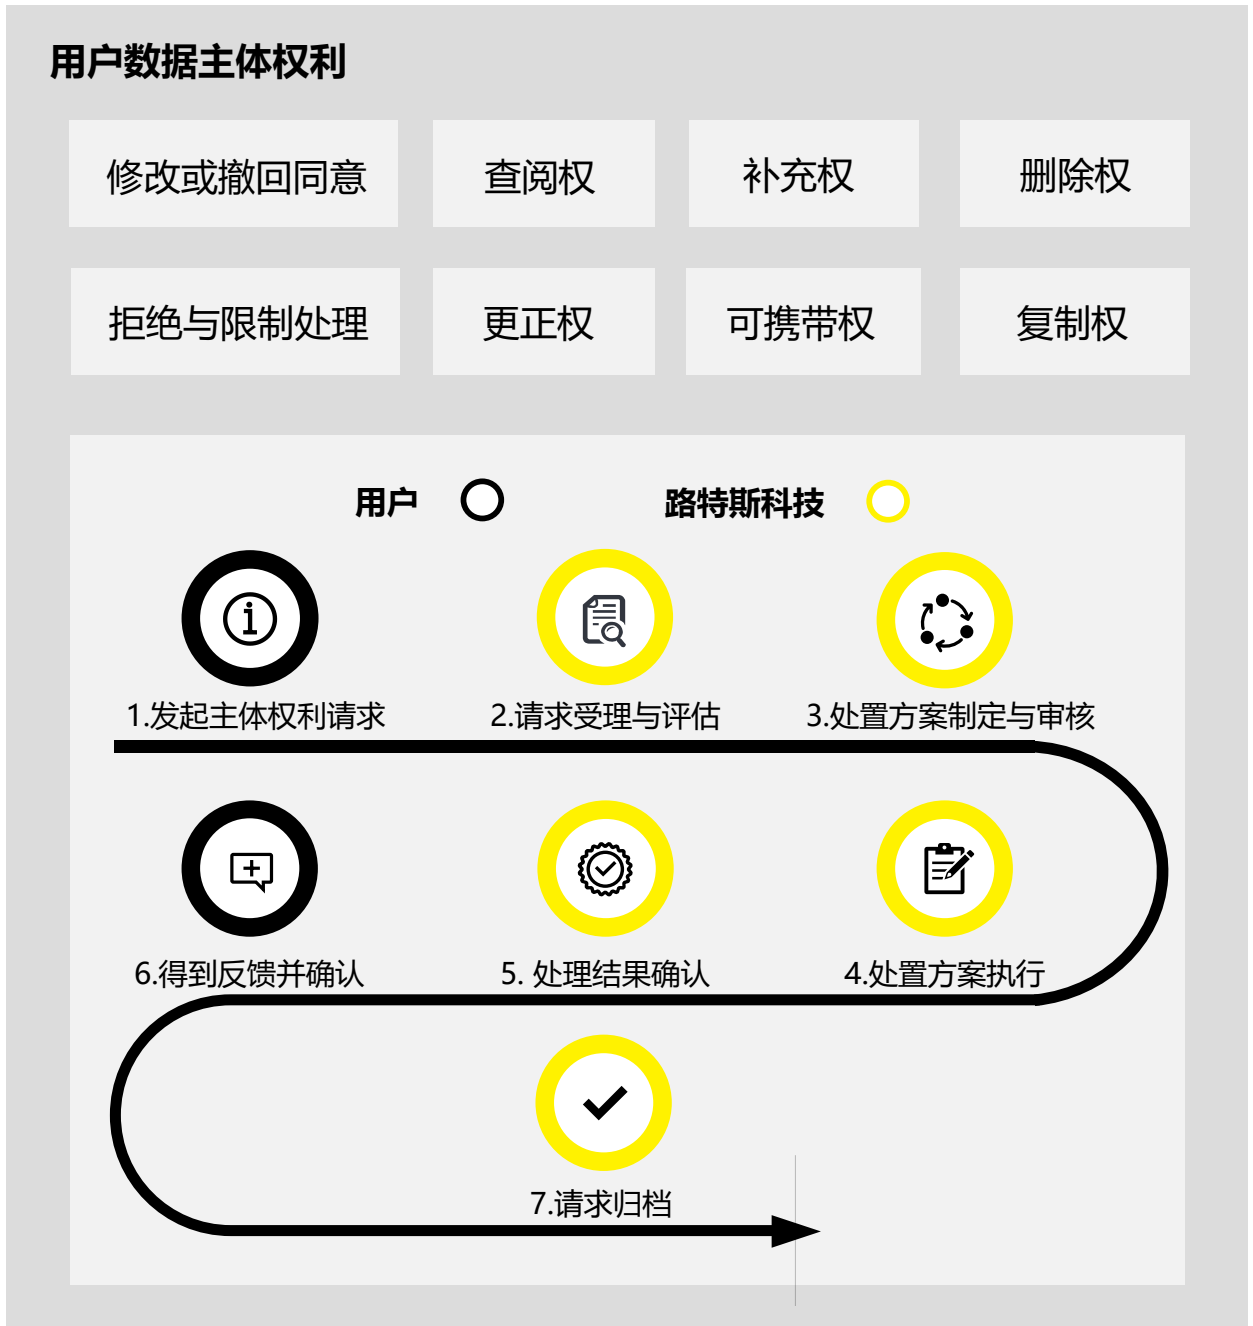 用户数据主体权利
修改或撤回同意 查阅权 补充权 删除权
拒绝与限制处理 更正权 可携带权 复制权
用户 路特斯科技
1.发起主体权利请求 2.请求受理与评估 3.处置方案制定与审核
6.得到反馈并确认 5. 处理结果确认 4.处置方案执行
7.请求归档